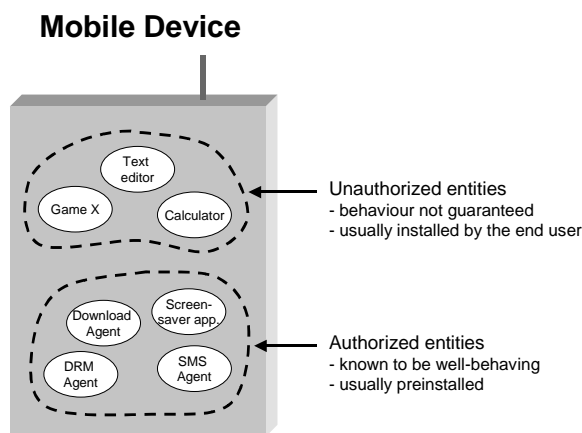 Mobile Device
Text
editor
Game X
Calculator
Unauthorized entities
- behaviour not guaranteed
- usually installed by the end user
Download
Agent
Screen-
saver app.
DRM
Agent
SMS
Agent
Authorized entities
- known to be well-behaving
- usually preinstalled